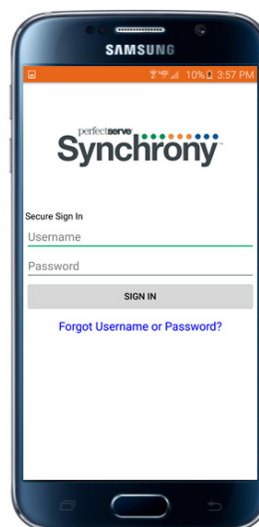 SAMSUNG
10% 3:57 PM
perfectserve
Synchrony
Secure Sign In
Username
Password
SIGN IN
Forgot Username or Password?